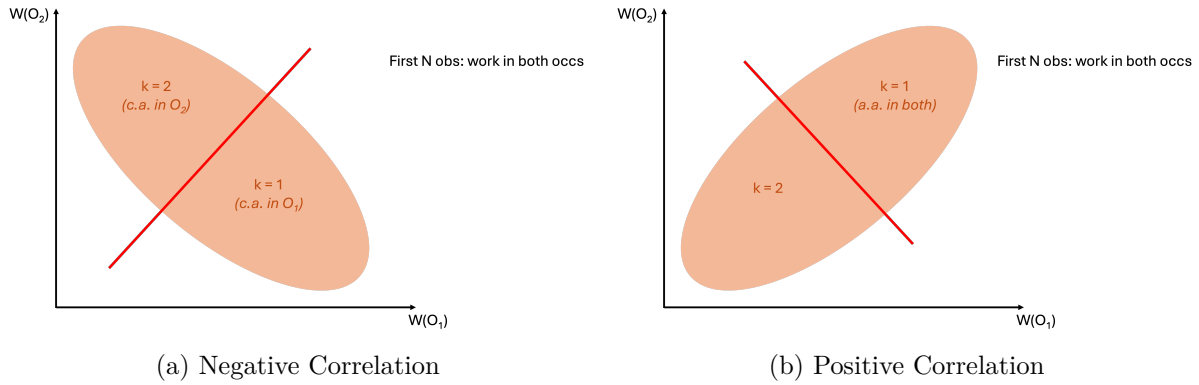 W(O₂)
First N obs: work in both occs
k = 2
(c.a. in O₂)
k = 1
(c.a. in O₁)
W(O₁)
(a) Negative Correlation
W(O₂)
First N obs: work in both occs
k = 1
(a.a. in both)
k = 2
W(O₁)
(b) Positive Correlation